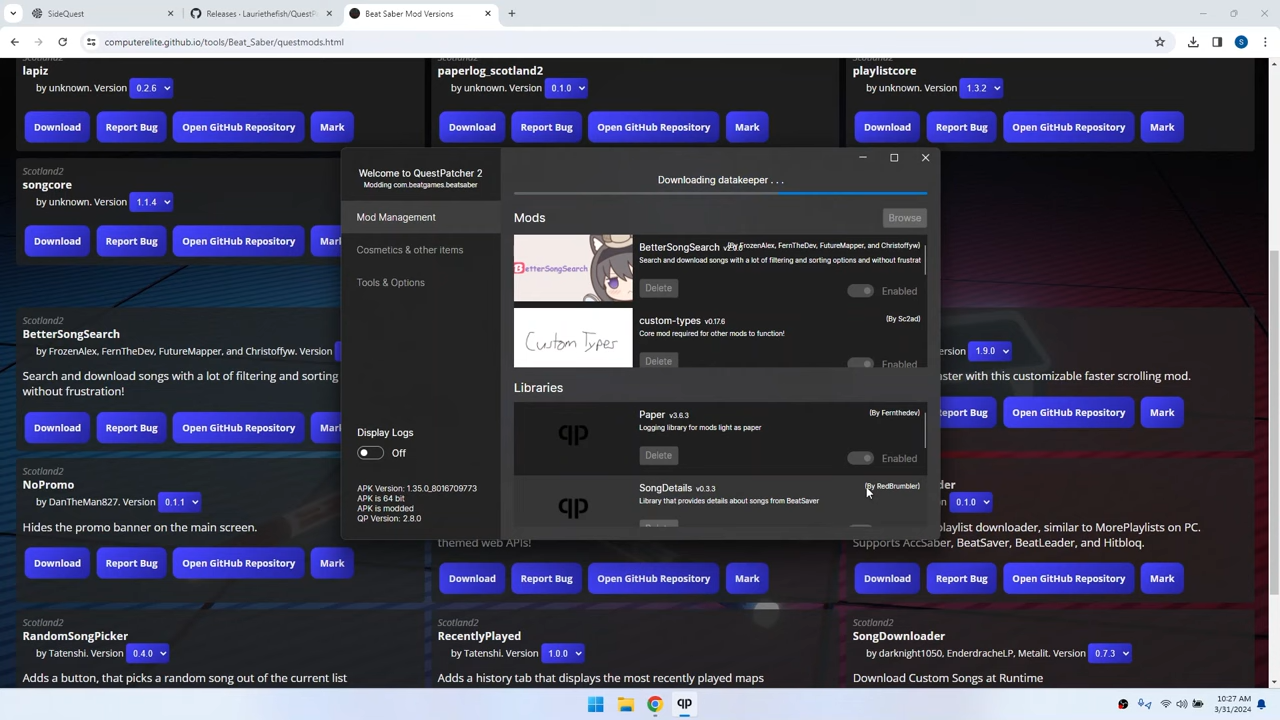 SideQuest
Releases · Lauriethefish/QuestP
Beat Saber Mod Versions
computerelite.github.io/tools/Beat_Saber/questmods.html
Scotland2
Scotland2
Scotland2
lapiz
paperlog_scotland2
playlistcore
by unknown. Version 0.2.6
by unknown. Version 0.1.0
by unknown. Version 1.3.2
Download Report Bug Open GitHub Repository Mark
Download Report Bug Open GitHub Repository Mark
Download Report Bug Open GitHub Repository Mark
Scotland2
songcore
by unknown. Version 1.1.4
Download Report Bug Open GitHub Repository
Welcome to QuestPatcher 2
Modding com.beatgames.beatsaber
Mod Management
Cosmetics & other items
Tools & Options
Display Logs
Off
APK Version: 1.35.0_8016709773
APK is 64 bit
APK is modded
QP Version: 2.8.0
Downloading datakeeper . . .
Mods
Browse
BetterSongSearch
(By FrozenAlex, FernTheDev, FutureMapper, and Christoffyw)
Search and download songs with a lot of filtering and sorting options and without frustrat
Delete
Enabled
Custom Types
custom-types v0.17.6
(By Sc2ad)
Core mod required for other mods to function!
Delete
Enabled
Libraries
qp
Paper v3.6.3
(By Fernthedev)
Logging library for mods light as paper
Delete
Enabled
qp
SongDetails v0.3.3
(By RedBrumbler)
Library that provides details about songs from BeatSaver
Scotland2
BetterSongSearch
by FrozenAlex, FernTheDev, FutureMapper, and Christoffyw. Version
ersion 1.9.0
Search and download songs with a lot of filtering and sorting
without frustration!
aster with this customizable faster scrolling mod.
Download Report Bug Open GitHub Repository
port Bug Open GitHub Repository Mark
Scotland2
NoPromo
by DanTheMan827. Version 0.1.1
Hides the promo banner on the main screen.
Download Report Bug Open GitHub Repository Mark
themed web APIs!
Download Report Bug Open GitHub Repository Mark
der
0.1.0
playlist downloader, similar to MorePlaylists on PC.
Supports AccSaber, BeatSaver, BeatLeader, and Hitbloq.
Download Report Bug Open GitHub Repository Mark
Scotland2
Scotland2
Scotland2
RandomSongPicker
RecentlyPlayed
SongDownloader
by Tatenshi. Version 0.4.0
by Tatenshi. Version 1.0.0
by darknight1050, EnderdracheLP, Metalit. Version 0.7.3
Adds a button, that picks a random song out of the current list
Adds a history tab that displays the most recently played maps
Download Custom Songs at Runtime
qp
10:27 AM
3/31/2024